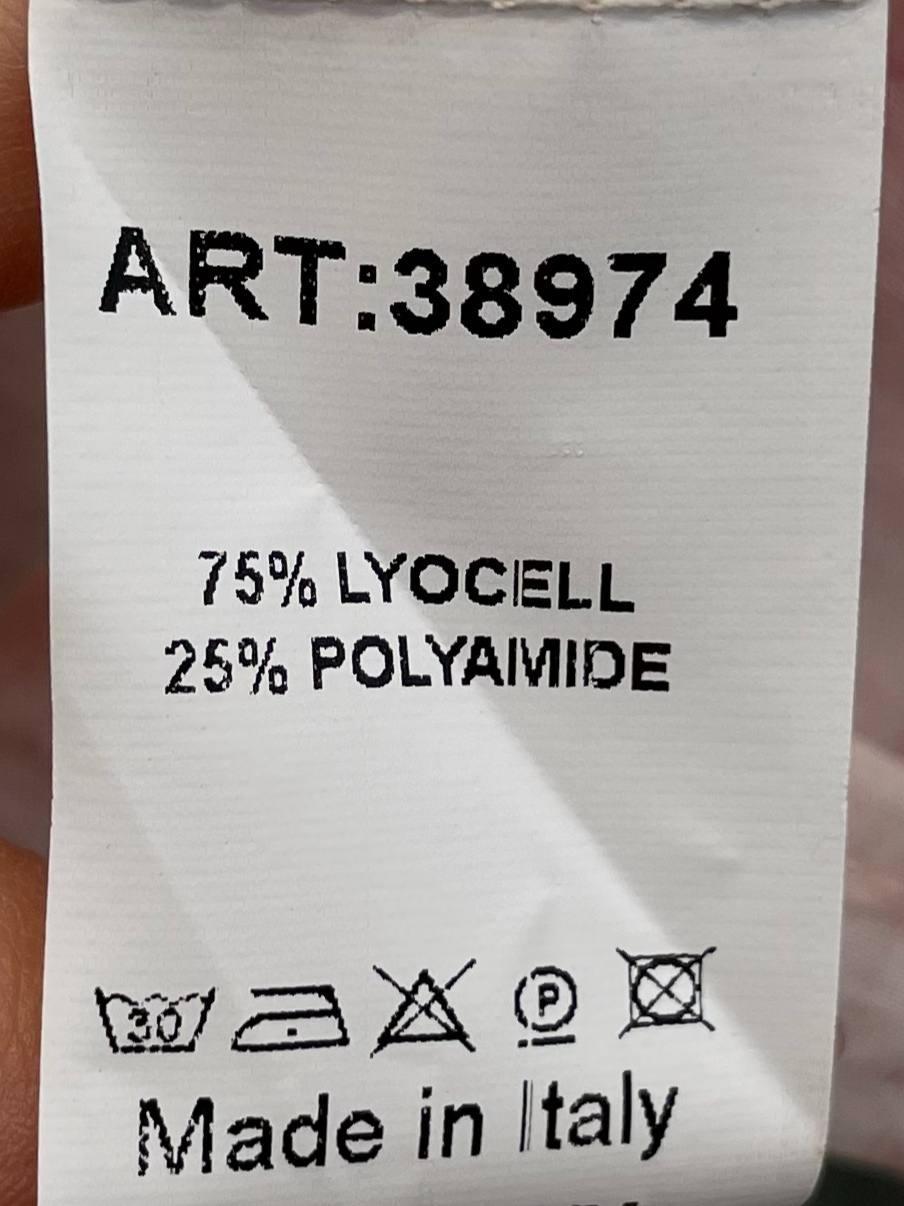 ART:38974
75% LYOCELL
25% POLYAMIDE
30 P
Made in Italy